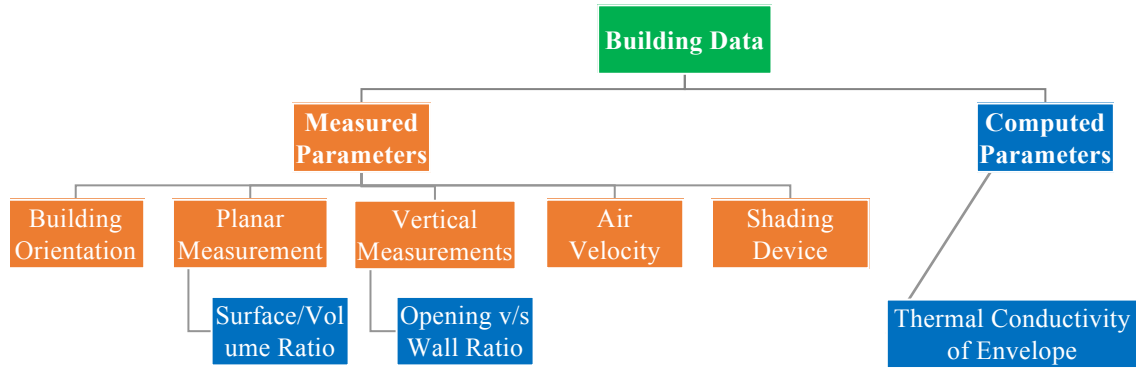 Building Data
Measured
Parameters
Computed
Parameters
Building
Orientation
Planar
Measurement
Vertical
Measurements
Air
Velocity
Shading
Device
Surface/Vol
ume Ratio
Opening v/s
Wall Ratio
Thermal Conductivity
of Envelope